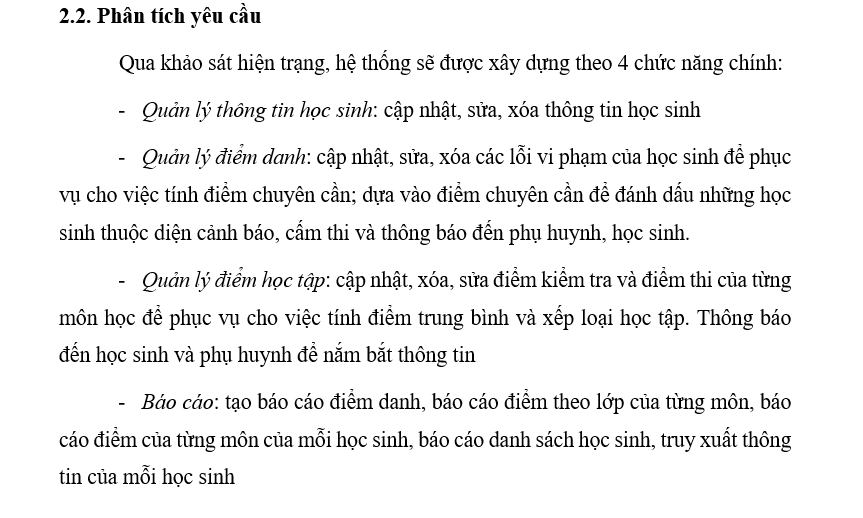 2.2. Phân tích yêu cầu
Qua khảo sát hiện trạng, hệ thống sẽ được xây dựng theo 4 chức năng chính:
- Quản lý thông tin học sinh: cập nhật, sửa, xóa thông tin học sinh
- Quản lý điểm danh: cập nhật, sửa, xóa các lỗi vi phạm của học sinh để phục
vụ cho việc tính điểm chuyên cần; dựa vào điểm chuyên cần để đánh dấu những học
sinh thuộc diện cảnh báo, cấm thi và thông báo đến phụ huynh, học sinh.
- Quản lý điểm học tập: cập nhật, xóa, sửa điểm kiểm tra và điểm thi của từng
môn học để phục vụ cho việc tính điểm trung bình và xếp loại học tập. Thông báo
đến học sinh và phụ huynh để nắm bắt thông tin
- Báo cáo: tạo báo cáo điểm danh, báo cáo điểm theo lớp của từng môn, báo
cáo điểm của từng môn của mỗi học sinh, báo cáo danh sách học sinh, truy xuất thông
tin của mỗi học sinh